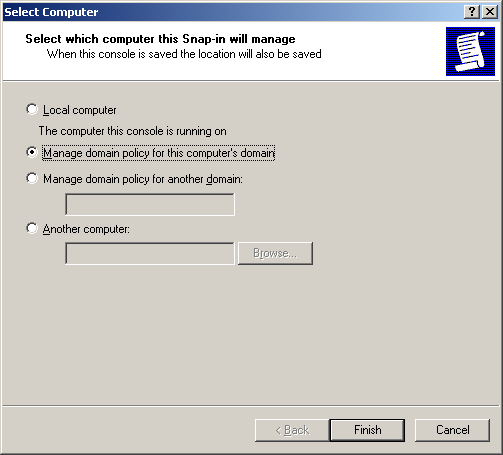 Select Computer
Select which computer this Snap-in will manage
When this console is saved the location will also be saved
Local computer
The computer this console is running on
Manage domain policy for this computer's domain
Manage domain policy for another domain:
Another computer:
Browse...
< Back Finish Cancel